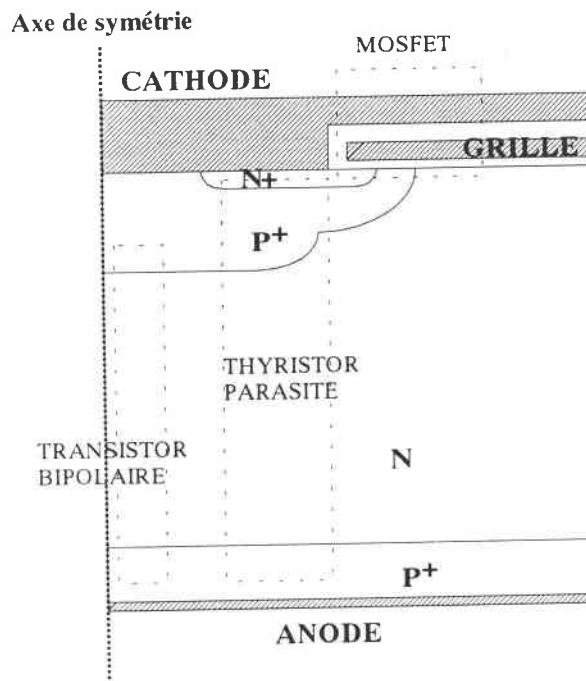 Axe de symétrie
MOSFET
CATHODE
GRILLE
N+
P+
THYRISTOR
PARASITE
TRANSISTOR
BIPOLAIRE
N
P+
ANODE